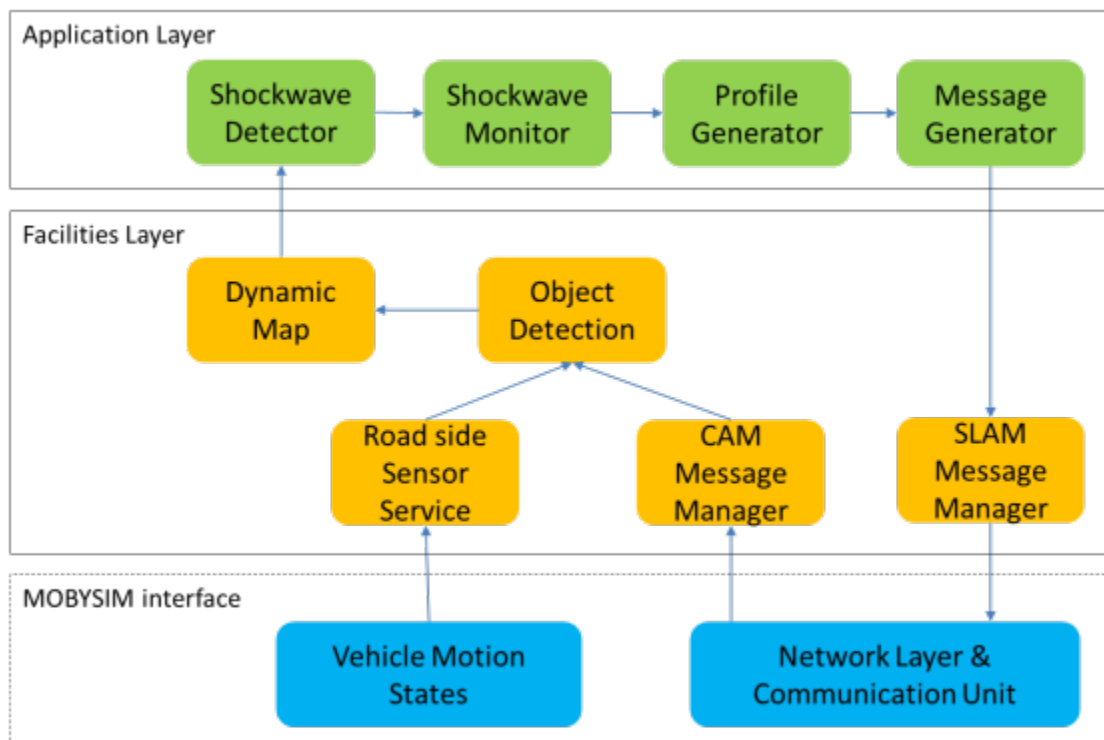 Application Layer
Shockwave
Detector
Shockwave
Monitor
Profile
Generator
Message
Generator
Facilities Layer
Dynamic
Map
Object
Detection
Road side
Sensor
Service
CAM
Message
Manager
SLAM
Message
Manager
MOBYSIM interface
Vehicle Motion
States
Network Layer &
Communication Unit